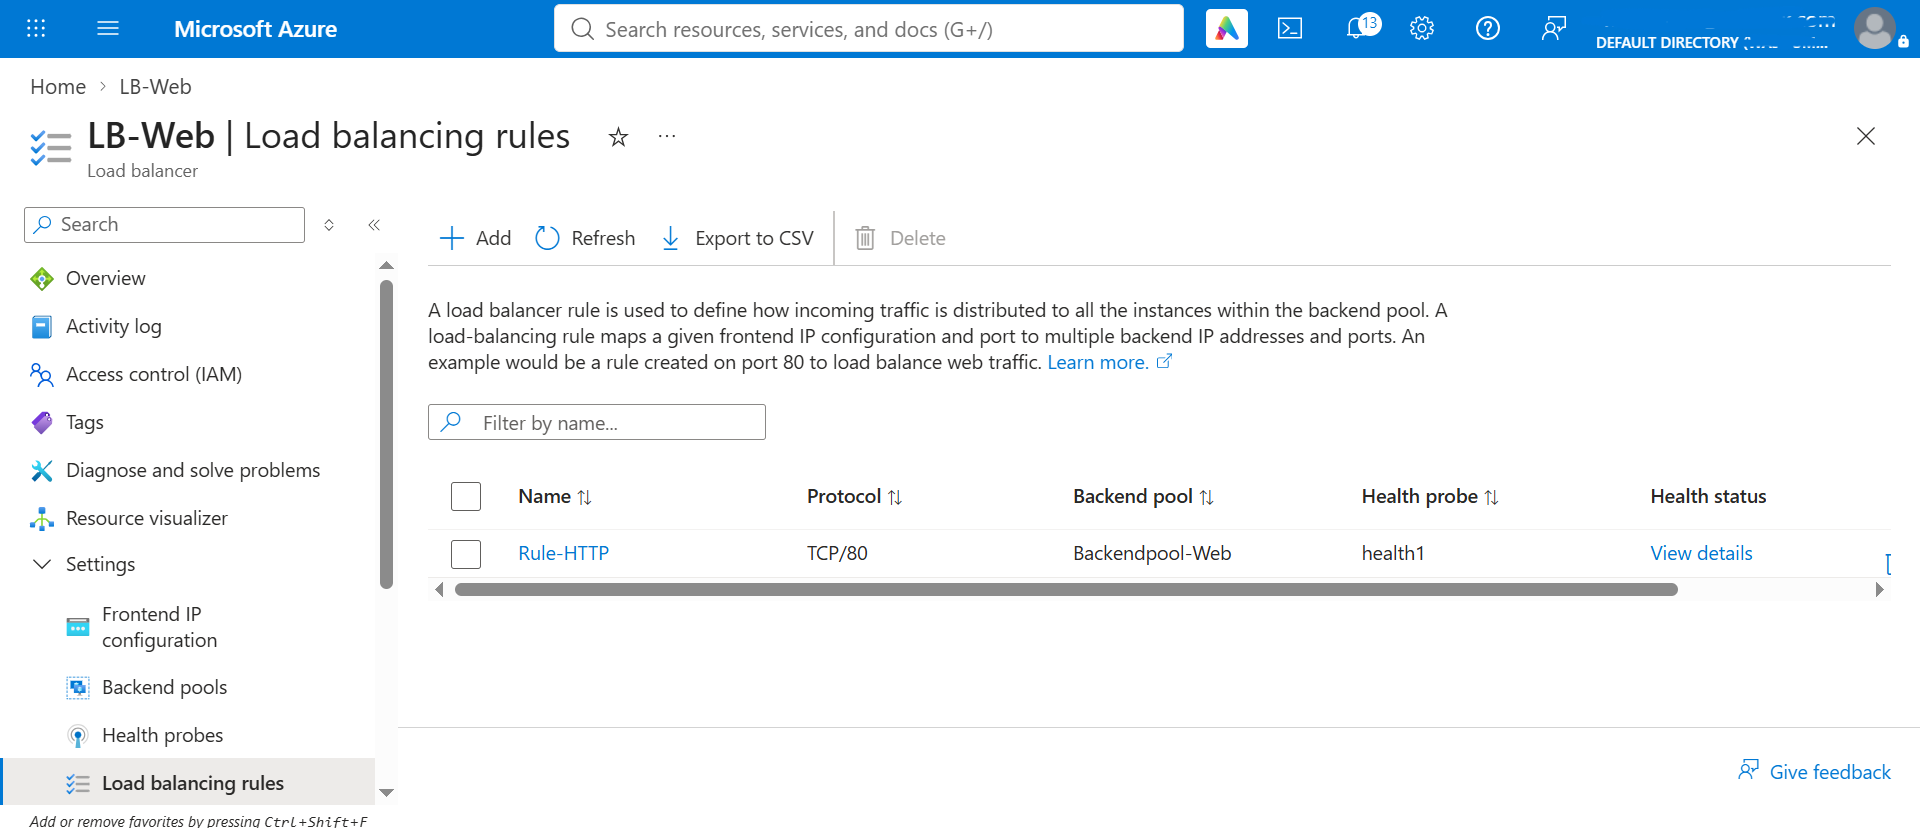 Microsoft Azure
Search resources, services, and docs (G+/)
13
DEFAULT DIRECTORY
Home > LB-Web
LB-Web | Load balancing rules
Load balancer
Search
Overview
Activity log
Access control (IAM)
Tags
Diagnose and solve problems
Resource visualizer
Settings
Frontend IP
configuration
Backend pools
Health probes
Load balancing rules
Add or remove favorites by pressing Ctrl+Shift+F
Add Refresh Export to CSV Delete
A load balancer rule is used to define how incoming traffic is distributed to all the instances within the backend pool. A
load-balancing rule maps a given frontend IP configuration and port to multiple backend IP addresses and ports. An
example would be a rule created on port 80 to load balance web traffic. Learn more.
Filter by name...
Name Protocol Backend pool Health probe Health status
Rule-HTTP TCP/80 Backendpool-Web health1 View details
Give feedback